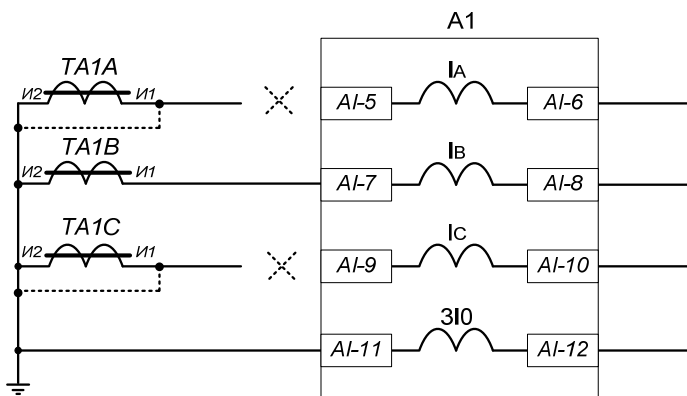 A1
TA1A
И2 И1
IA
AI-5 AI-6
TA1B
И2 И1
IB
AI-7 AI-8
TA1C
И2 И1
IC
AI-9 AI-10
3I0
AI-11 AI-12